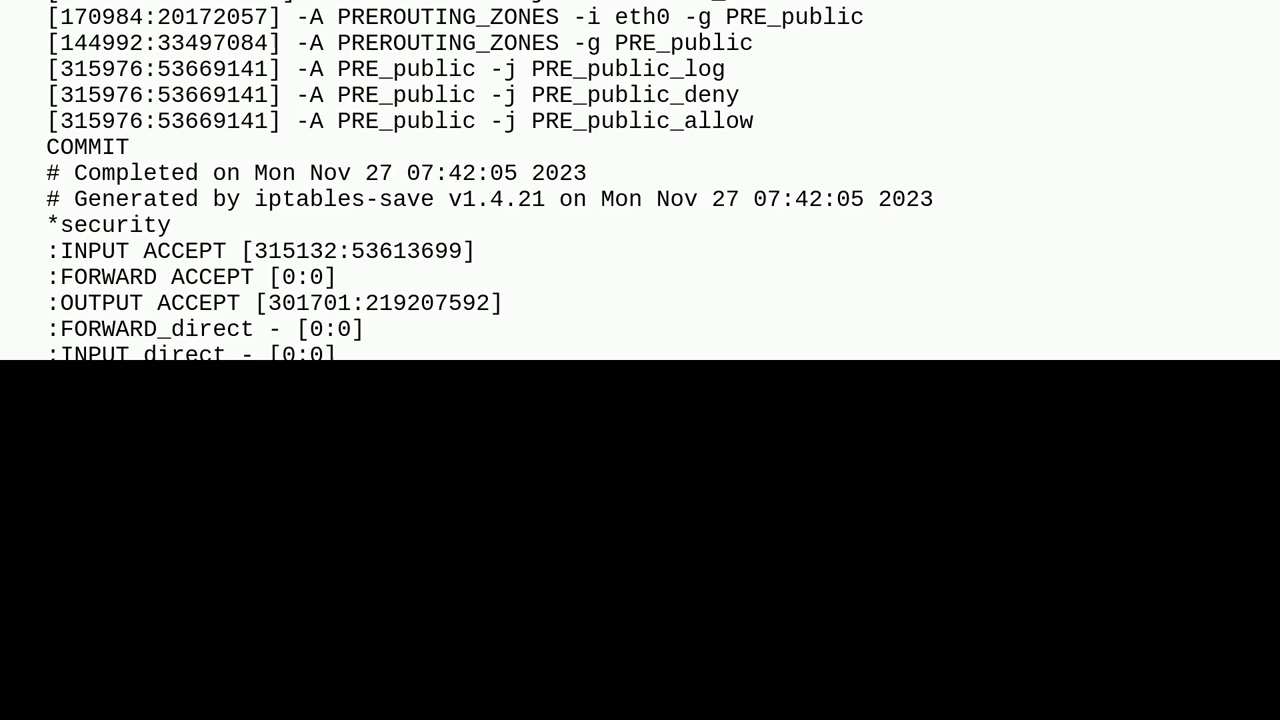 [170984:20172057] -A PREROUTING_ZONES -i eth0 -g PRE_public
[144992:33497084] -A PREROUTING_ZONES -g PRE_public
[315976:53669141] -A PRE_public -j PRE_public_log
[315976:53669141] -A PRE_public -j PRE_public_deny
[315976:53669141] -A PRE_public -j PRE_public_allow
COMMIT
# Completed on Mon Nov 27 07:42:05 2023
# Generated by iptables-save v1.4.21 on Mon Nov 27 07:42:05 2023
*security
:INPUT ACCEPT [315132:53613699]
:FORWARD ACCEPT [0:0]
:OUTPUT ACCEPT [301701:219207592]
:FORWARD_direct - [0:0]
:INPUT_direct - [0:0]